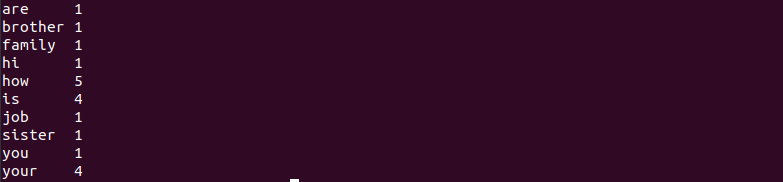 are 1
brother 1
family 1
hi 1
how 5
is 4
job 1
sister 1
you 1
your 4